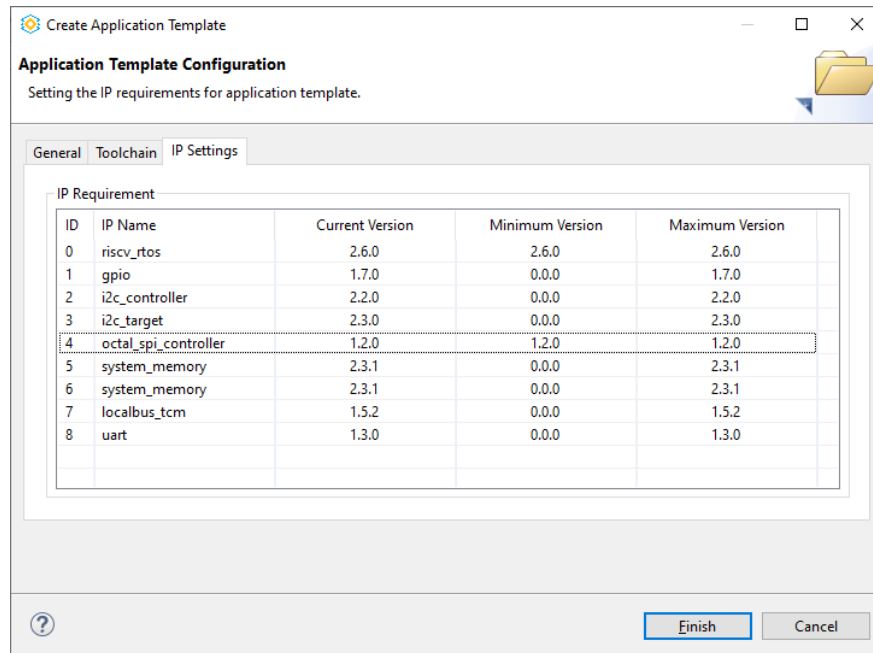 Create Application Template
Application Template Configuration
Setting the IP requirements for application template.
General Toolchain IP Settings
IP Requirement
ID IP Name Current Version Minimum Version Maximum Version
0 riscv_rtos 2.6.0 2.6.0 2.6.0
1 gpio 1.7.0 0.0.0 1.7.0
2 i2c_controller 2.2.0 0.0.0 2.2.0
3 i2c_target 2.3.0 0.0.0 2.3.0
4 octal_spi_controller 1.2.0 1.2.0 1.2.0
5 system_memory 2.3.1 0.0.0 2.3.1
6 system_memory 2.3.1 0.0.0 2.3.1
7 localbus_tcm 1.5.2 0.0.0 1.5.2
8 uart 1.3.0 0.0.0 1.3.0
? Finish Cancel